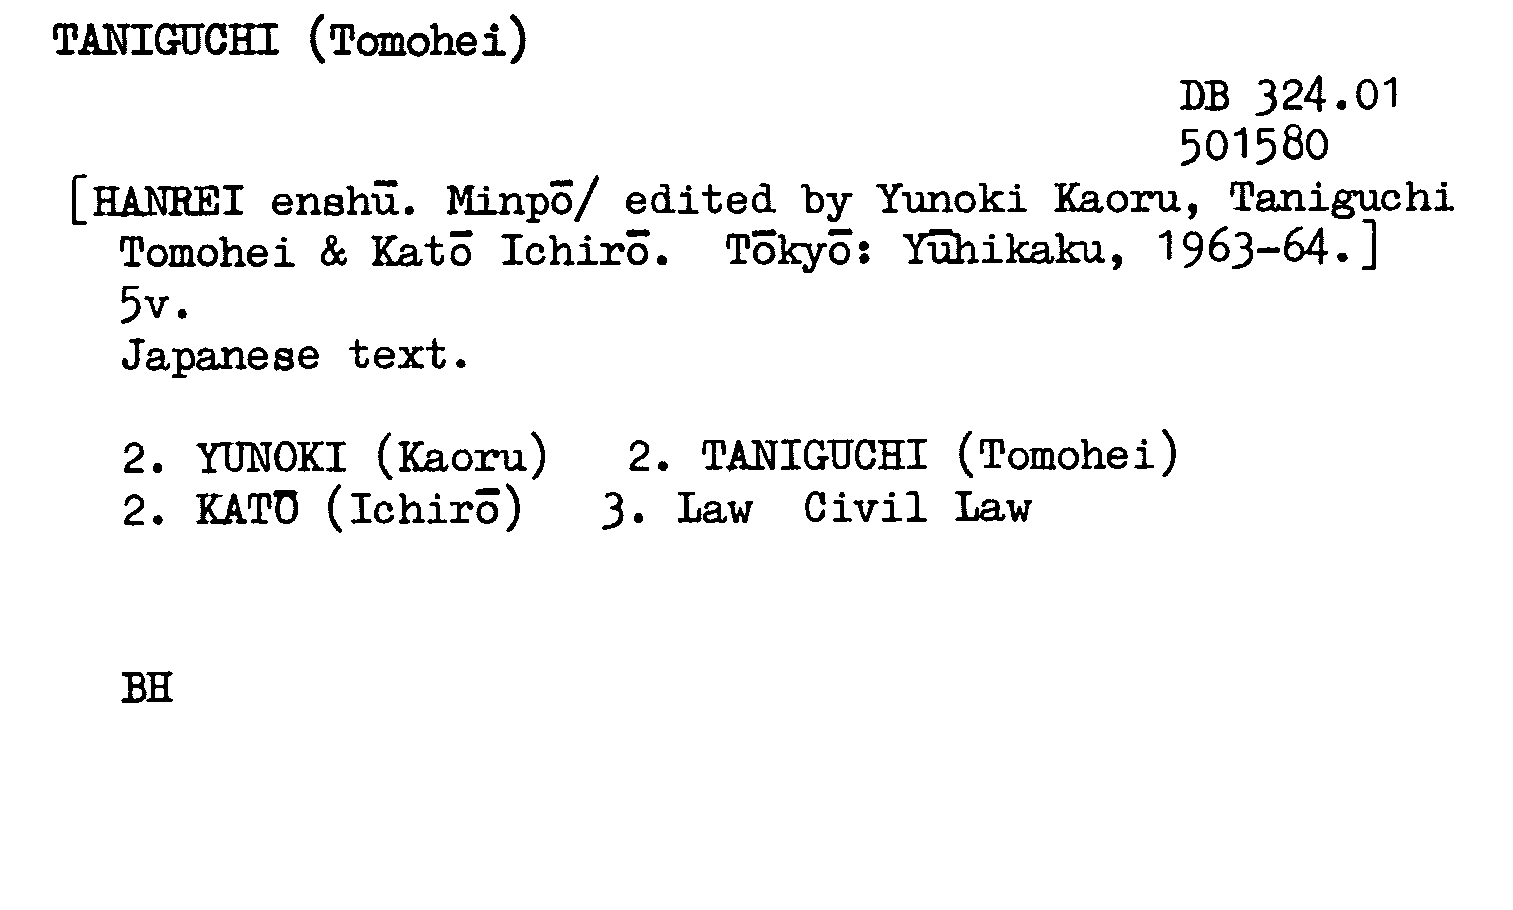 TANIGUCHI (Tomohei)
DB 324.01
501580
[HANREI enshū. Minpō/ edited by Yunoki Kaoru, Taniguchi
Tomohei & Katō Ichirō. Tōkyō: Yūhikaku, 1963-64.]
5v.
Japanese text.
2. YUNOKI (Kaoru) 2. TANIGUCHI (Tomohei)
2. KATŌ (Ichirō) 3. Law Civil Law
BH